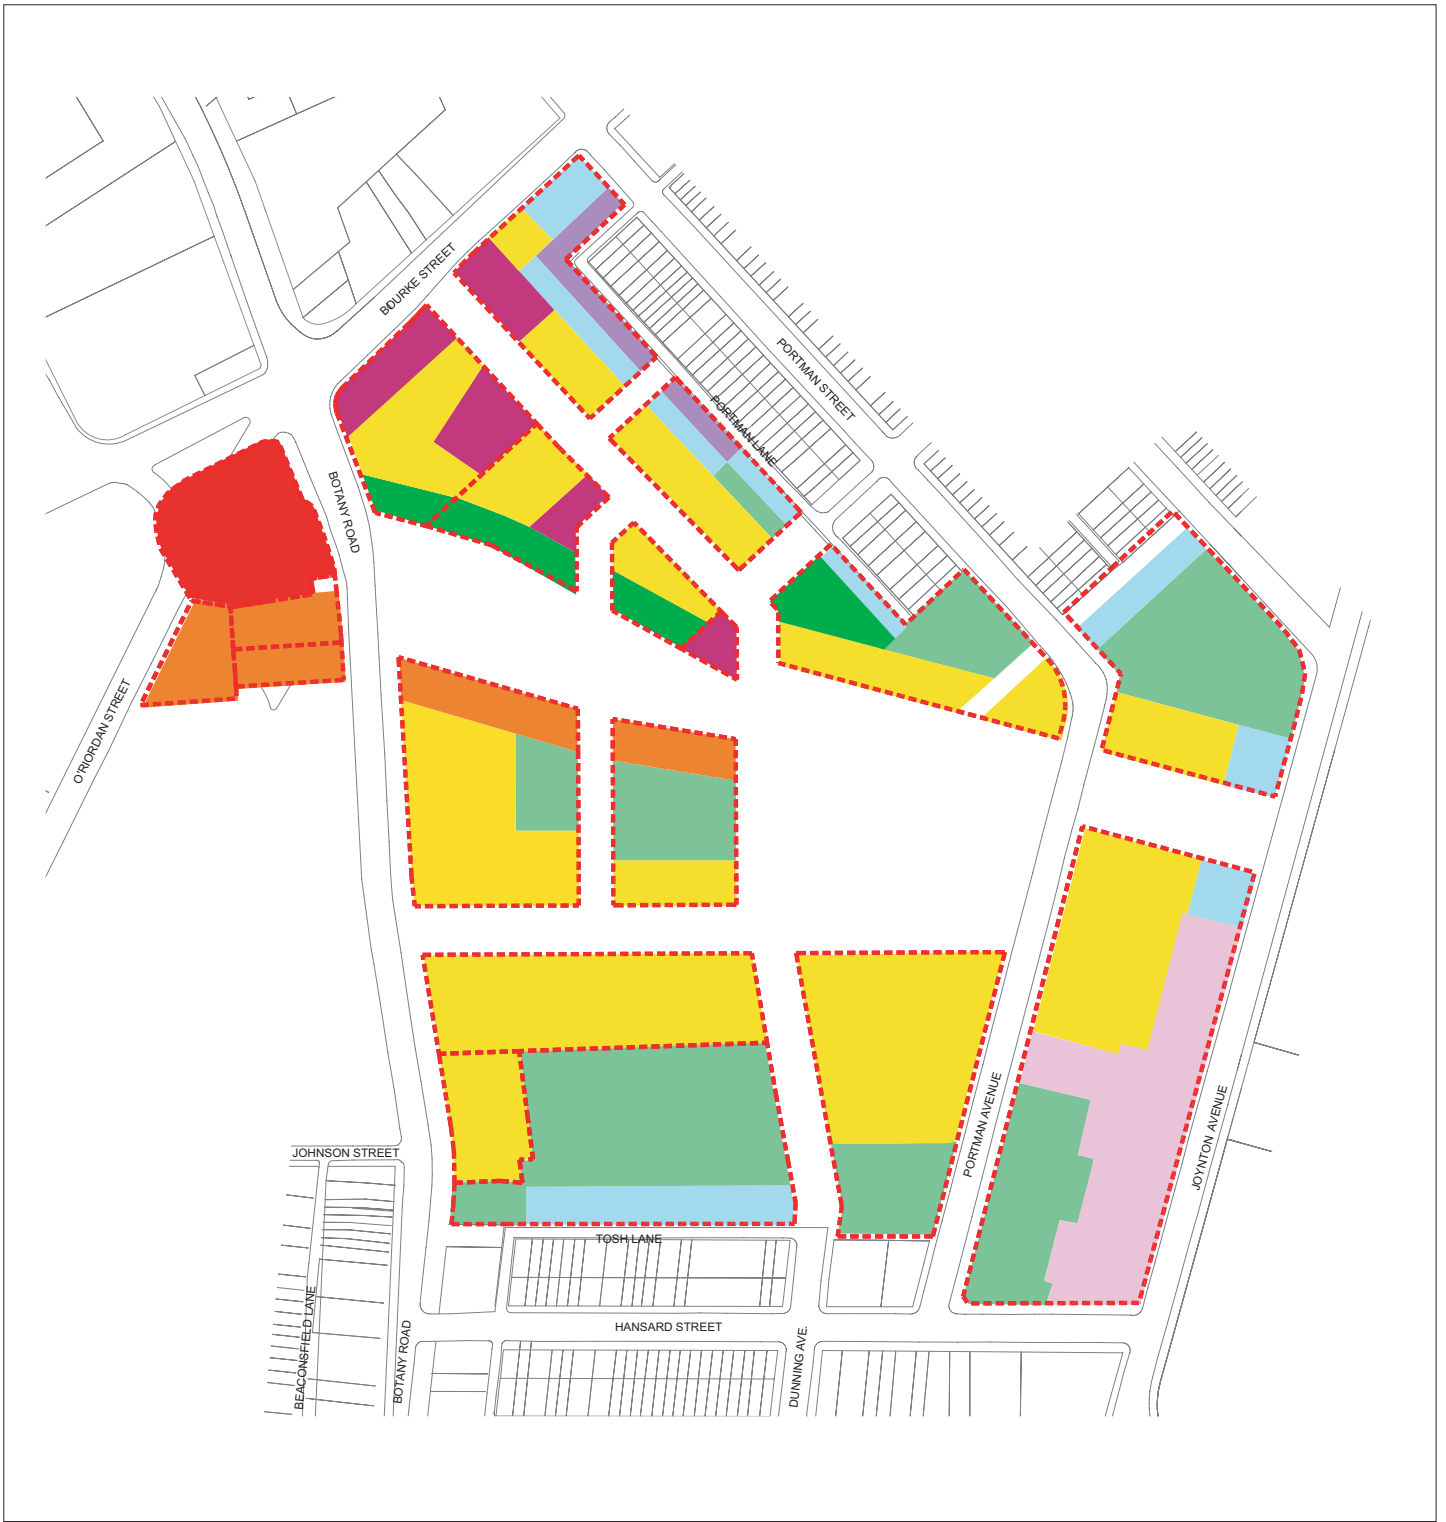 BOURKE STREET
PORTMAN STREET
PORTMAN LANE
BOTANY ROAD
O'RIORDAN STREET
PORTMAN AVENUE
JOYNTON AVENUE
JOHNSON STREET
TOSH LANE
HANSARD STREET
BEACONSFIELD LANE
BOTANY ROAD
DUNNING AVE.